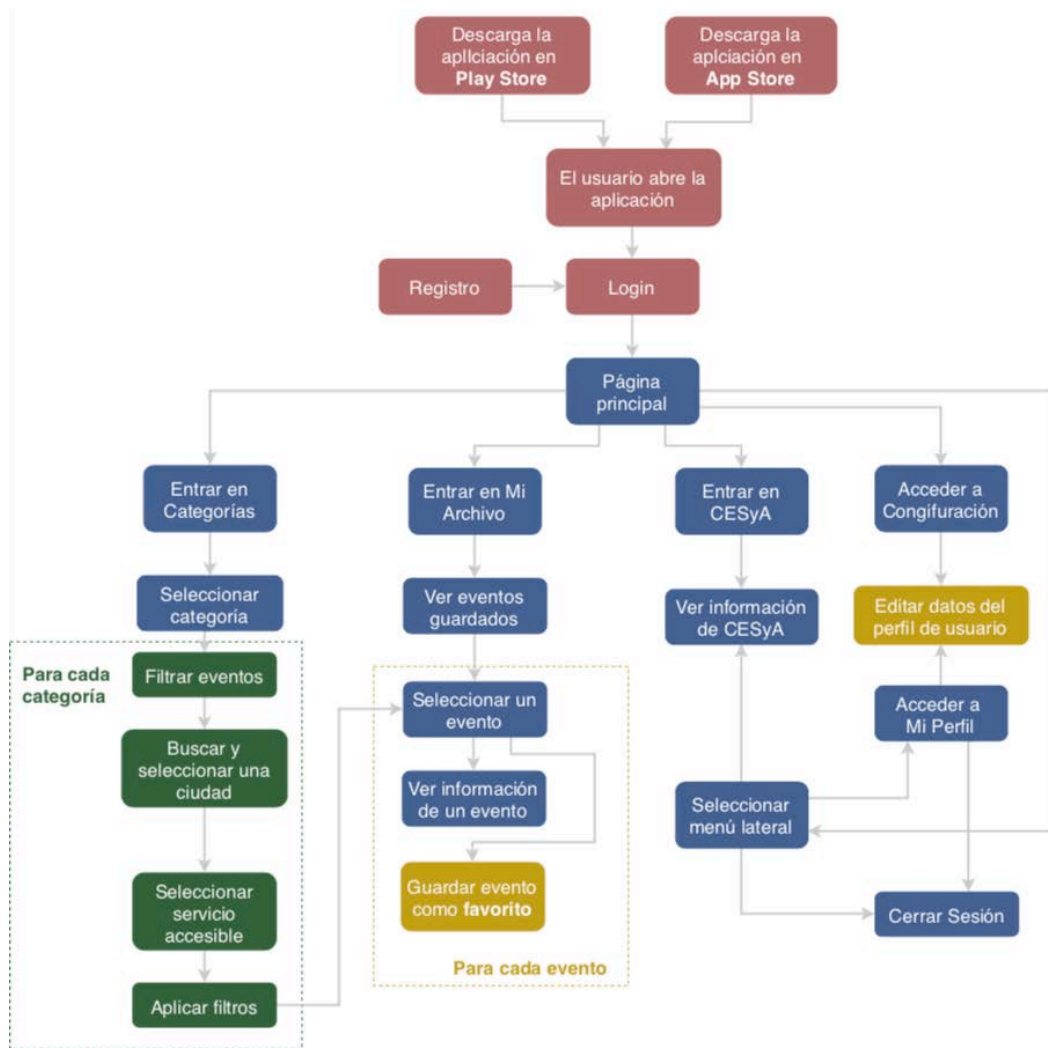 Descarga la
aplIciación en
Play Store
Descarga la
aplciación en
App Store
El usuario abre la
aplicación
Registro
Login
Página
principal
Entrar en
Categorías
Entrar en Mi
Archivo
Entrar en
CESyA
Acceder a
Congifuración
Seleccionar
categoría
Ver eventos
guardados
Ver información
de CESyA
Editar datos del
perfil de usuario
Para cada
categoría
Filtrar eventos
Buscar y
seleccionar una
ciudad
Seleccionar
servicio
accesible
Aplicar filtros
Seleccionar un
evento
Ver información
de un evento
Guardar evento
como favorito
Para cada evento
Acceder a
Mi Perfil
Seleccionar
menú lateral
Cerrar Sesión